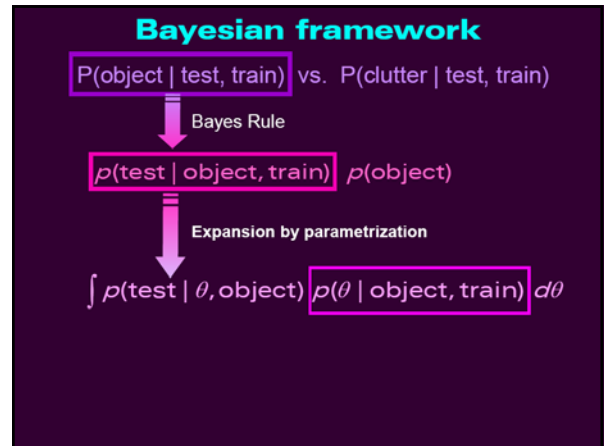 Bayesian framework
P(object | test, train) vs. P(clutter | test, train)
Bayes Rule
p(test | object, train) p(object)
Expansion by parametrization
∫ p(test | θ, object) p(θ | object, train) dθ